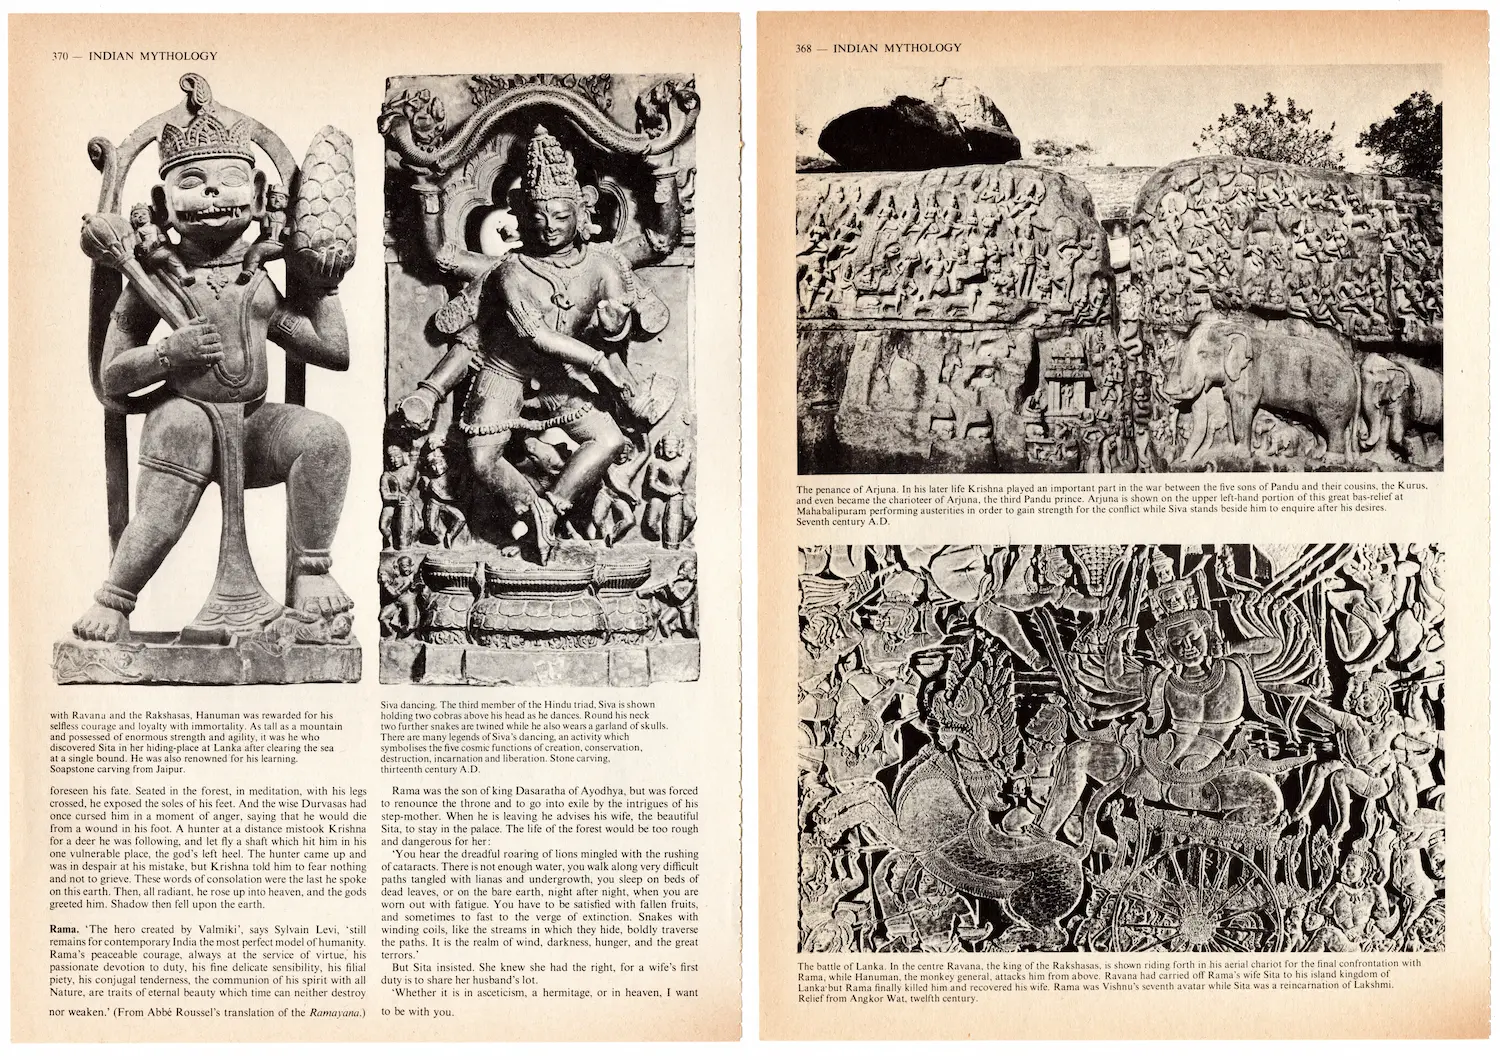 370 — INDIAN MYTHOLOGY
with Ravana and the Rakshasas, Hanuman was rewarded for his
selfless courage and loyalty with immortality. As tall as a mountain
and possessed of enormous strength and agility, it was he who
discovered Sita in her hiding-place at Lanka after clearing the sea
at a single bound. He was also renowned for his learning.
Soapstone carving from Jaipur.
foreseen his fate. Seated in the forest, in meditation, with his legs
crossed, he exposed the soles of his feet. And the wise Durvasas had
once cursed him in a moment of anger, saying that he would die
from a wound in his foot. A hunter at a distance mistook Krishna
for a deer he was following, and let fly a shaft which hit him in his
one vulnerable place, the god's left heel. The hunter came up and
was in despair at his mistake, but Krishna told him to fear nothing
and not to grieve. These words of consolation were the last he spoke
on this earth. Then, all radiant, he rose up into heaven, and the gods
greeted him. Shadow then fell upon the earth.
Rama. 'The hero created by Valmiki', says Sylvain Levi, 'still
remains for contemporary India the most perfect model of humanity.
Rama's peaceable courage, always at the service of virtue, his
passionate devotion to duty, his fine delicate sensibility, his filial
piety, his conjugal tenderness, the communion of his spirit with all
Nature, are traits of eternal beauty which time can neither destroy
nor weaken.' (From Abbé Roussel's translation of the Ramayana.)
Siva dancing. The third member of the Hindu triad, Siva is shown
holding two cobras above his head as he dances. Round his neck
two further snakes are twined while he also wears a garland of skulls.
There are many legends of Siva's dancing, an activity which
symbolises the five cosmic functions of creation, conservation,
destruction, incarnation and liberation. Stone carving,
thirteenth century A.D.
Rama was the son of king Dasaratha of Ayodhya, but was forced
to renounce the throne and to go into exile by the intrigues of his
step-mother. When he is leaving he advises his wife, the beautiful
Sita, to stay in the palace. The life of the forest would be too rough
and dangerous for her:
'You hear the dreadful roaring of lions mingled with the rushing
of cataracts. There is not enough water, you walk along very difficult
paths tangled with lianas and undergrowth, you sleep on beds of
dead leaves, or on the bare earth, night after night, when you are
worn out with fatigue. You have to be satisfied with fallen fruits,
and sometimes to fast to the verge of extinction. Snakes with
winding coils, like the streams in which they hide, boldly traverse
the paths. It is the realm of wind, darkness, hunger, and the great
terrors.'
But Sita insisted. She knew she had the right, for a wife's first
duty is to share her husband's lot.
'Whether it is in asceticism, a hermitage, or in heaven, I want
to be with you.
368 — INDIAN MYTHOLOGY
The penance of Arjuna. In his later life Krishna played an important part in the war between the five sons of Pandu and their cousins, the Kurus,
and even became the charioteer of Arjuna, the third Pandu prince. Arjuna is shown on the upper left-hand portion of this great bas-relief at
Mahabalipuram performing austerities in order to gain strength for the conflict while Siva stands beside him to enquire after his desires.
Seventh century A.D.
The battle of Lanka. In the centre Ravana, the king of the Rakshasas, is shown riding forth in his aerial chariot for the final confrontation with
Rama, while Hanuman, the monkey general, attacks him from above. Ravana had carried off Rama's wife Sita to his island kingdom of
Lanka but Rama finally killed him and recovered his wife. Rama was Vishnu's seventh avatar while Sita was a reincarnation of Lakshmi.
Relief from Angkor Wat, twelfth century.